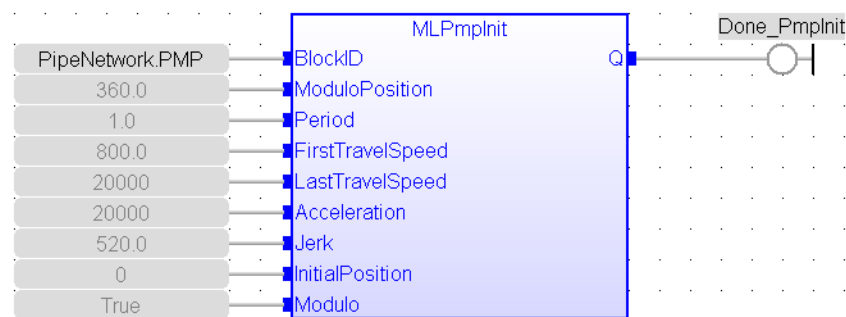 MLPmpInit
Done_PmpInit
PipeNetwork.PMP BlockID Q
360.0 ModuloPosition
1.0 Period
800.0 FirstTravelSpeed
20000 LastTravelSpeed
20000 Acceleration
520.0 Jerk
0 InitialPosition
True Modulo